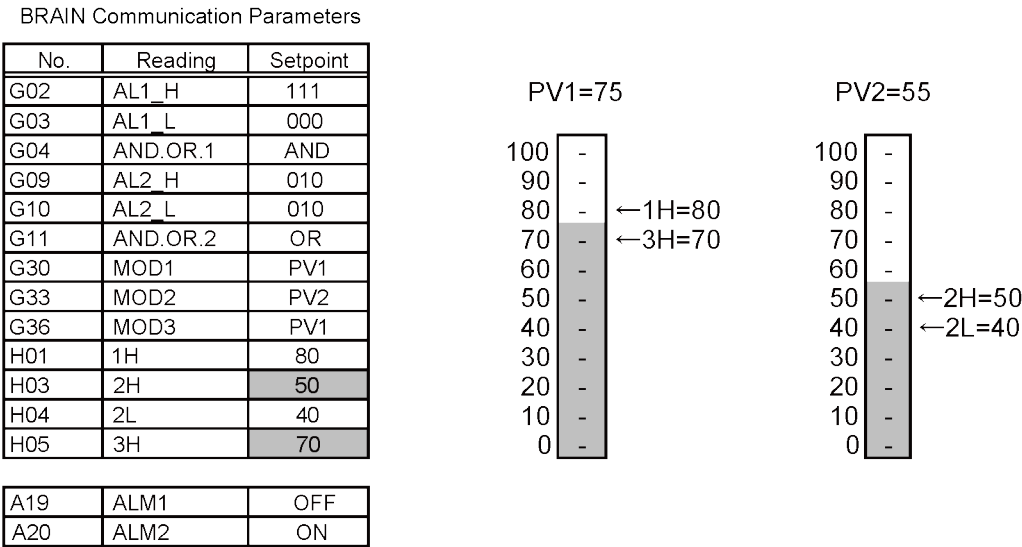 BRAIN Communication Parameters
No. Reading Setpoint
G02 AL1_H 111
G03 AL1_L 000
G04 AND.OR.1 AND
G09 AL2_H 010
G10 AL2_L 010
G11 AND.OR.2 OR
G30 MOD1 PV1
G33 MOD2 PV2
G36 MOD3 PV1
H01 1H 80
H03 2H 50
H04 2L 40
H05 3H 70
A19 ALM1 OFF
A20 ALM2 ON
PV1=75
100 -
90 -
80 - ←1H=80
70 - ←3H=70
60 -
50 -
40 -
30 -
20 -
10 -
0 -
PV2=55
100 -
90 -
80 -
70 -
60 -
50 - ←2H=50
40 - ←2L=40
30 -
20 -
10 -
0 -